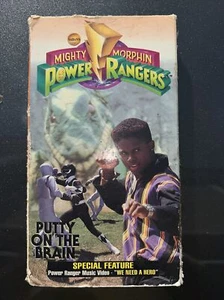 MIGHTY MORPHIN
POWER RANGERS
PUTTY
ON THE
BRAIN
SPECIAL FEATURE
Power Ranger Music Video - "WE NEED A HERO"